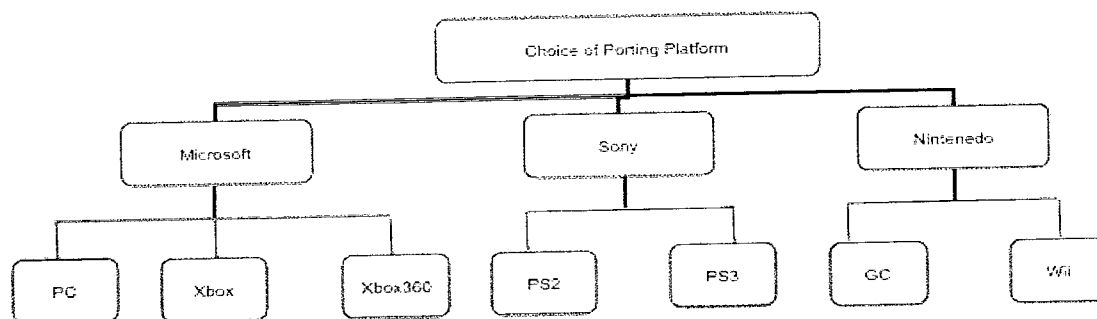 Choice of Porting Platform
Microsoft
Sony
Nintenedo
PC
Xbox
Xbox360
PS2
PS3
GC
Wii